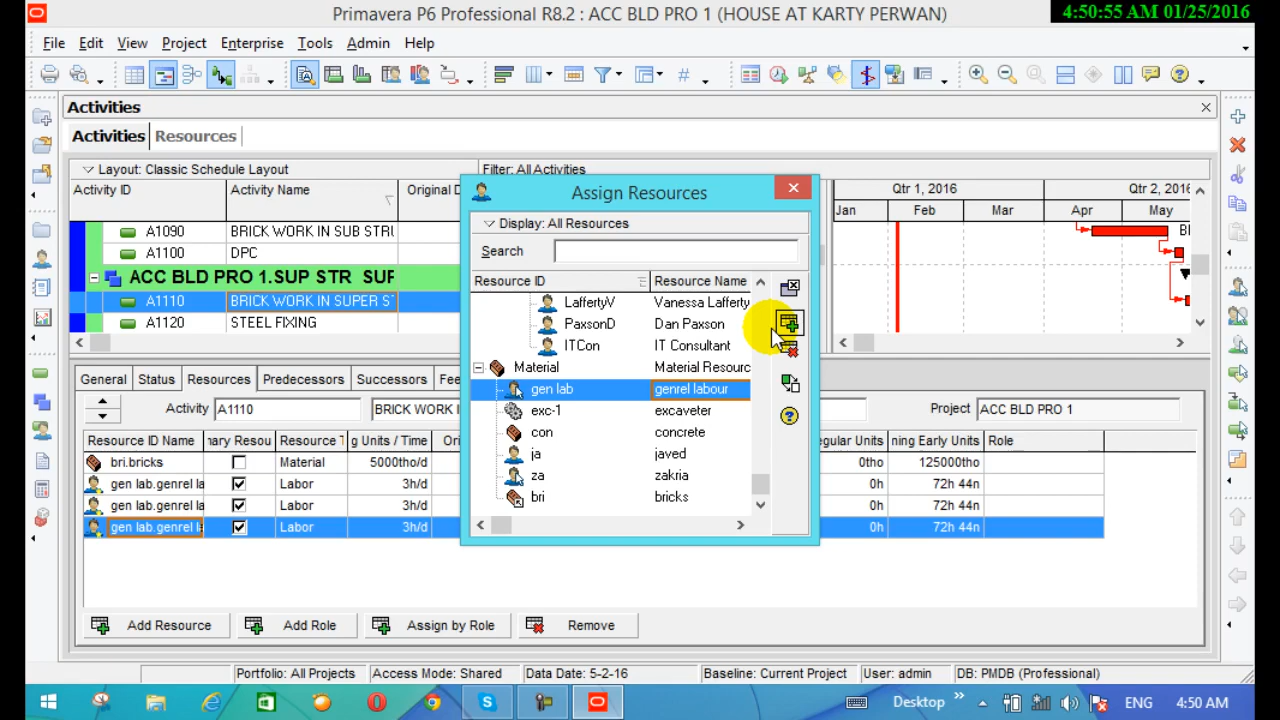 Primavera P6 Professional R8.2 : ACC BLD PRO 1 (HOUSE AT KARTY PERWAN)
4:50:55 AM 01/25/2016
File Edit View Project Enterprise Tools Admin Help
Activities
Activities Resources
Layout: Classic Schedule Layout Filter: All Activities
Activity ID Activity Name Original D
Qtr 1, 2016 Qtr 2, 2016
Jan Feb Mar Apr May
A1090 BRICK WORK IN SUB STRU
A1100 DPC
ACC BLD PRO 1.SUP STR SUP
A1110 BRICK WORK IN SUPER ST
A1120 STEEL FIXING
Assign Resources
Display: All Resources
Search
Resource ID Resource Name
LaffertyV Vanessa Lafferty
PaxsonD Dan Paxson
ITCon IT Consultant
Material Material Resourc
gen lab genrel labour
exc-1 excaveter
con concrete
ja javed
za zakria
bri bricks
General Status Resources Predecessors Successors Fee
Activity A1110 BRICK WORK I Project ACC BLD PRO 1
Resource ID Name nary Resou Resource T g Units / Time Ori egular Units ning Early Units Role
bri.bricks Material 5000tho/d 0tho 125000tho
gen lab.genrel la Labor 3h/d 0h 72h 44n
gen lab.genrel la Labor 3h/d 0h 72h 44n
gen lab.genrel l Labor 3h/d 0h 72h 44n
Add Resource Add Role Assign by Role Remove
Portfolio: All Projects Access Mode: Shared Data Date: 5-2-16 Baseline: Current Project User: admin DB: PMDB (Professional)
Desktop ENG 4:50 AM